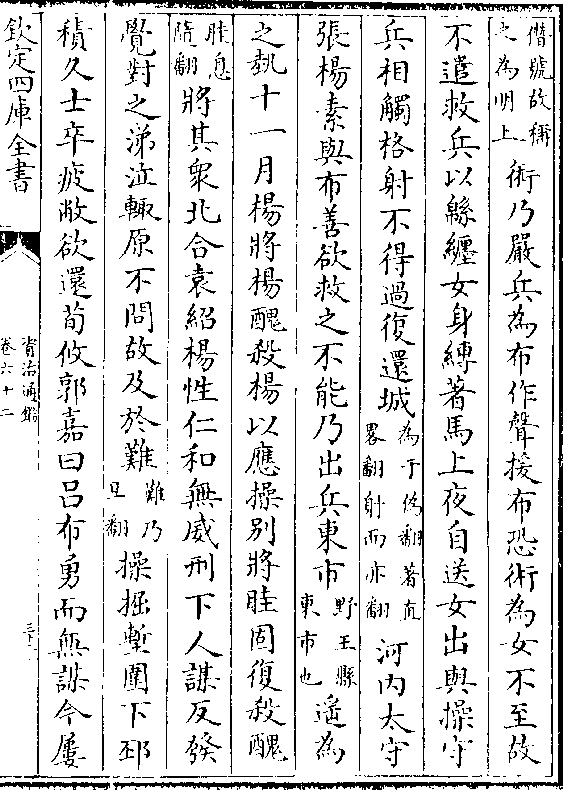 僭號故稱
之為明上
術乃嚴兵為布作聲援布恐術為女不至故
不遣救兵以緜纏女身縛著馬上夜自送女出與操守
兵相觸格射不得過復還城
為于偽翻著直
畧翻射而亦翻
河内太守
張楊素與布善欲救之不能乃出兵東市
野王縣
東市也
遙為
之埶十一月楊將楊醜殺楊以應操别將眭固復殺醜
眭息
隨翻
將其衆北合袁紹楊性仁和無威刑下人謀反發
覺對之涕泣輙原不問故及於難
難乃
旦翻
操掘塹圍下邳
積久士卒疲敝欲還荀攸郭嘉曰吕布勇而無謀今屢
欽定四庫全書
資治通鑑
卷六十二